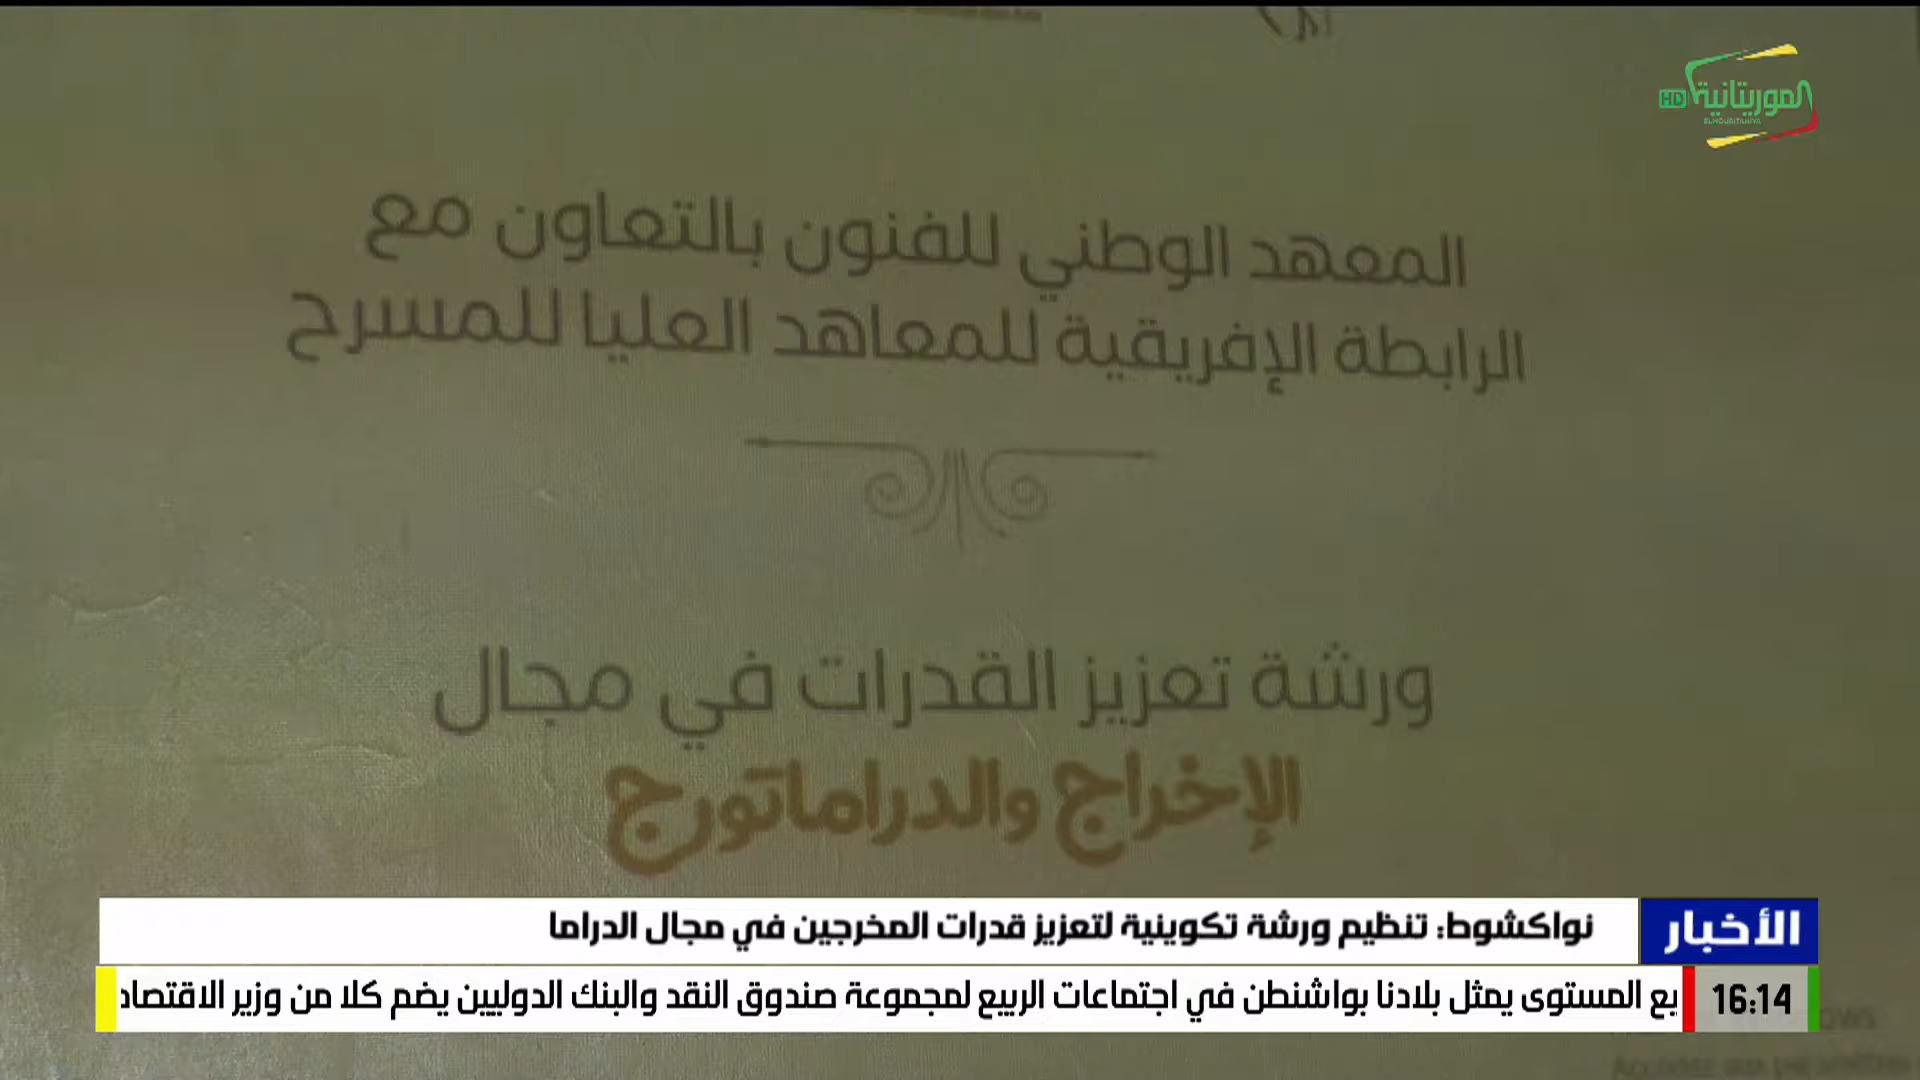 الموريتانية
HD
ELMOURITANIYA
المعهد الوطني للفنون بالتعاون مع
الرابطة الإفريقية للمعاهد العليا للمسرح
ورشة تعزيز القدرات في مجال
الإخراج والدراماتورج
الأخبار
نواكشوط: تنظيم ورشة تكوينية لتعزيز قدرات المخرجين في مجال الدراما
16:14
يع المستوى يمثل بلادنا بواشنطن في اجتماعات الربيع لمجموعة صندوق النقد والبنك الدوليين يضم كلا من وزير الاقتصاد